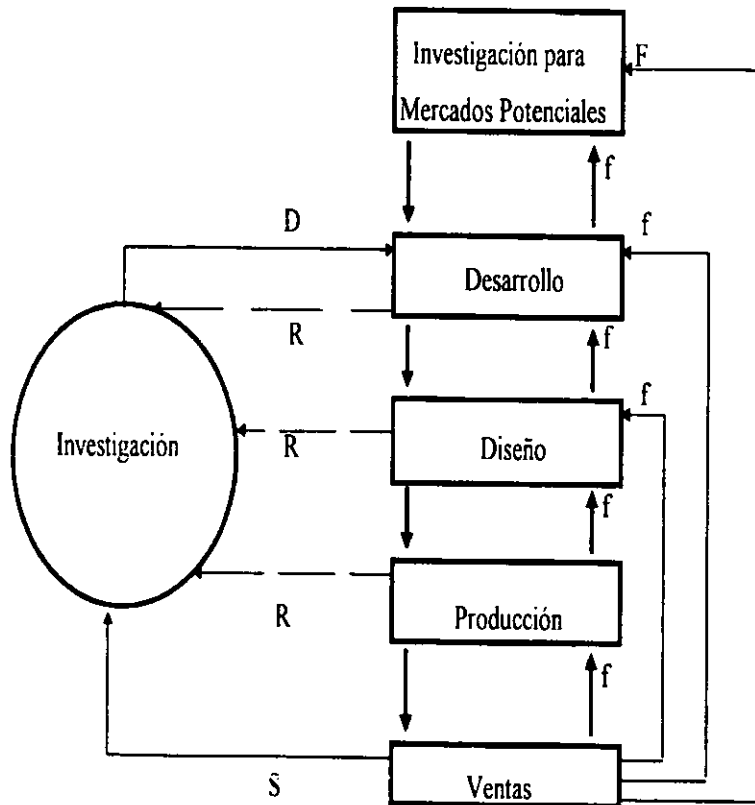 Investigación para
Mercados Potenciales
F
f
D
f
Desarrollo
R
f
f
Investigación
R
Diseño
f
R
Producción
f
S
Ventas